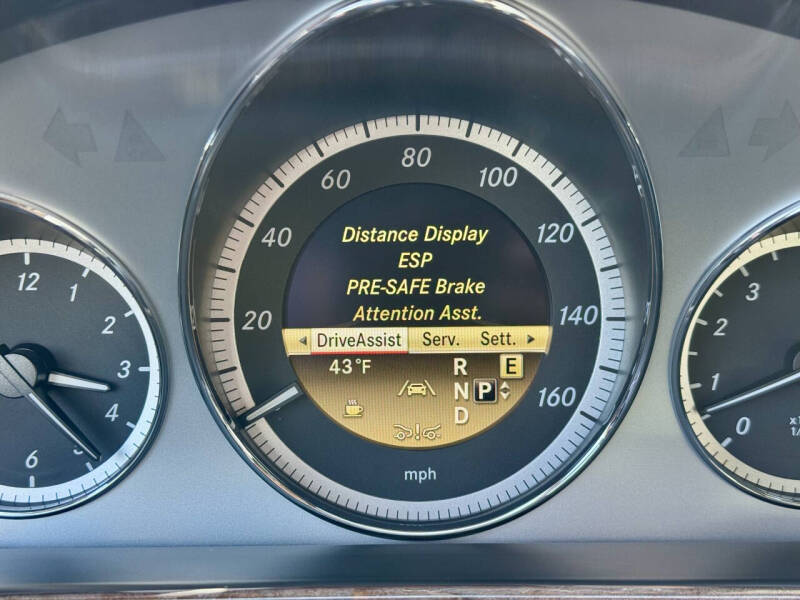 80
60
100
40
120
20
140
160
Distance Display
ESP
PRE-SAFE Brake
Attention Asst.
DriveAssist Serv. Sett.
43°F
R E
N P
D
mph
12
1
2
3
4
5
6
3
2
1
0